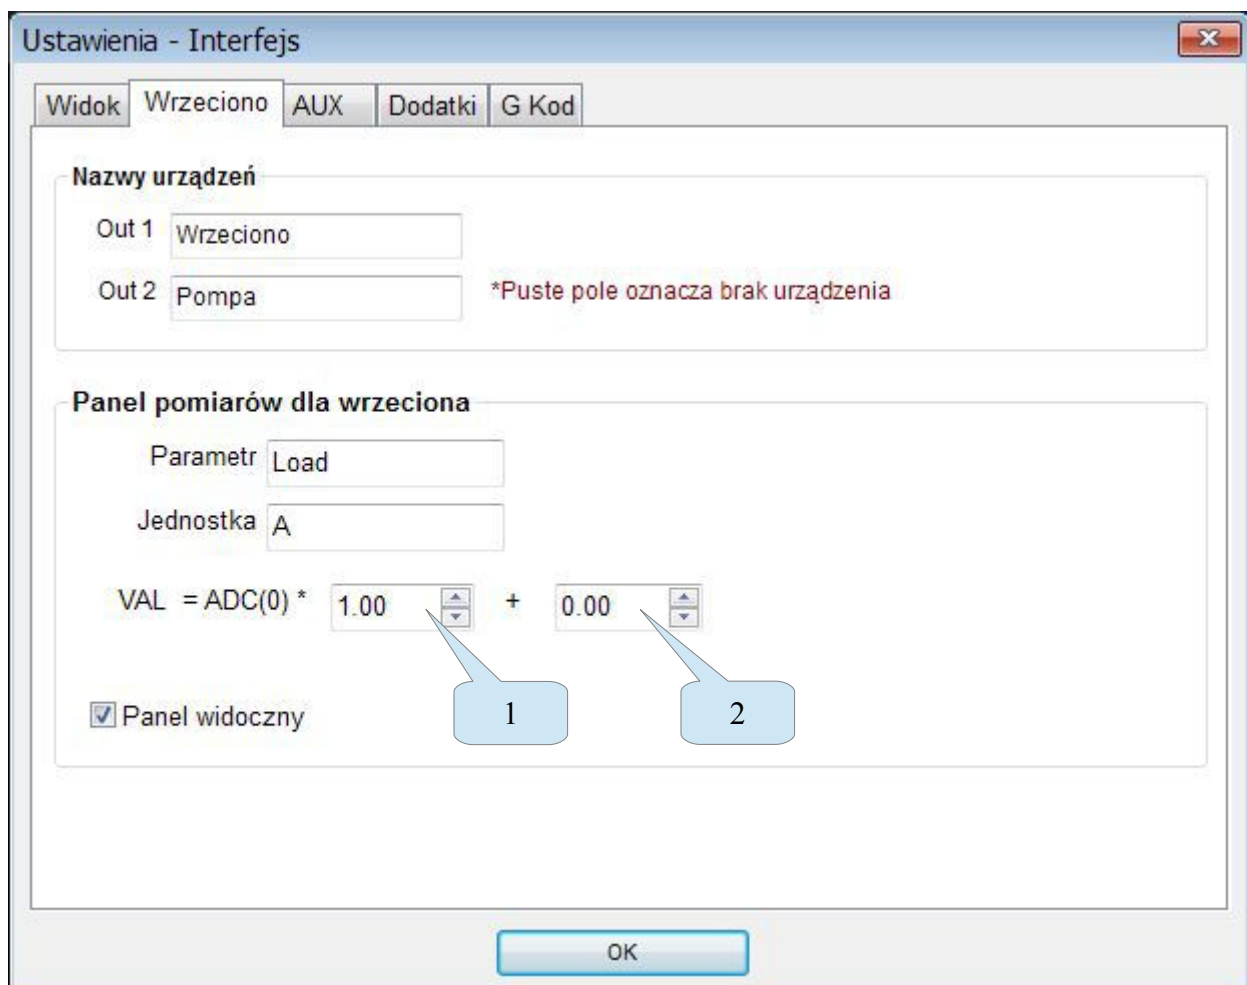 Ustawienia - Interfejs
Widok Wrzeciono AUX Dodatki G Kod
Nazwy urządzeń
Out 1 Wrzeciono
Out 2 Pompa *Puste pole oznacza brak urządzenia
Panel pomiarów dla wrzeciona
Parametr Load
Jednostka A
VAL = ADC(0) * 1.00 + 0.00
1 2
Panel widoczny
OK